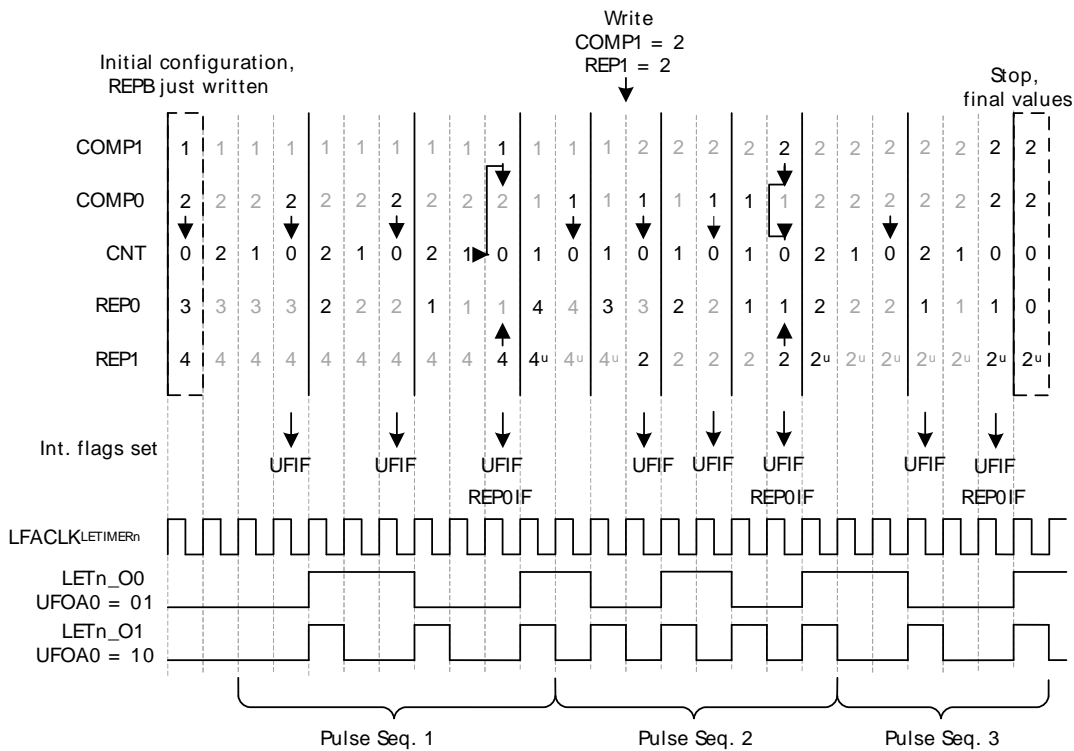 Write
COMP1 = 2
REP1 = 2
Initial configuration,
REPB just written
Stop,
final values
COMP1 1 1 1 1 1 1 1 1 1 1 1 1 1 2 2 2 2 2 2 2 2 2 2 2 2
COMP0 2 2 2 2 2 2 2 2 2 2 1 1 1 1 1 1 1 1 2 2 2 2 2 2 2
CNT 0 2 1 0 2 1 0 2 1 0 1 0 1 0 1 0 1 0 2 1 0 2 1 0 0
REP0 3 3 3 3 2 2 2 1 1 1 4 4 3 3 2 2 1 1 2 2 2 1 1 1 0
REP1 4 4 4 4 4 4 4 4 4 4 4u 4u 4u 2 2 2 2 2 2u 2u 2u 2u 2u 2u 2u
Int. flags set
UFIF UFIF UFIF UFIF UFIF UFIF UFIF UFIF
REP0IF REP0IF REP0IF
LFACLKLETIMERn
LETn_O0
UFOA0 = 01
LETn_O1
UFOA0 = 10
Pulse Seq. 1 Pulse Seq. 2 Pulse Seq. 3